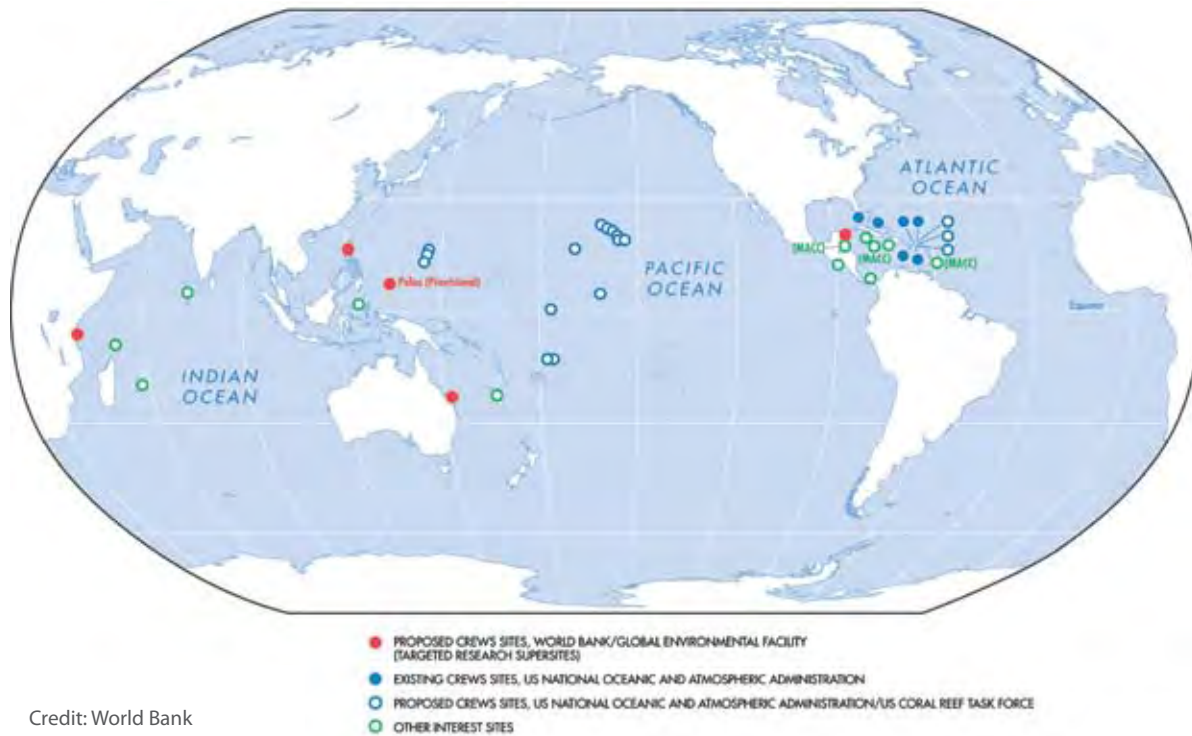 ATLANTIC
OCEAN
(MACC)
(MACC)
(MACC)
PACIFIC
OCEAN
Palau (Provisional)
Equator
INDIAN
OCEAN
PROPOSED CREWS SITES, WORLD BANK/GLOBAL ENVIRONMENTAL FACILITY
(TARGETED RESEARCH SUPERSITES)
EXISTING CREWS SITES, US NATIONAL OCEANIC AND ATMOSPHERIC ADMINISTRATION
PROPOSED CREWS SITES, US NATIONAL OCEANIC AND ATMOSPHERIC ADMINISTRATION/US CORAL REEF TASK FORCE
OTHER INTEREST SITES
Credit: World Bank